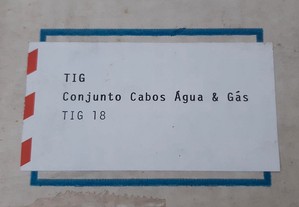 TIG
Conjunto Cabos Água & Gás
TIG 18